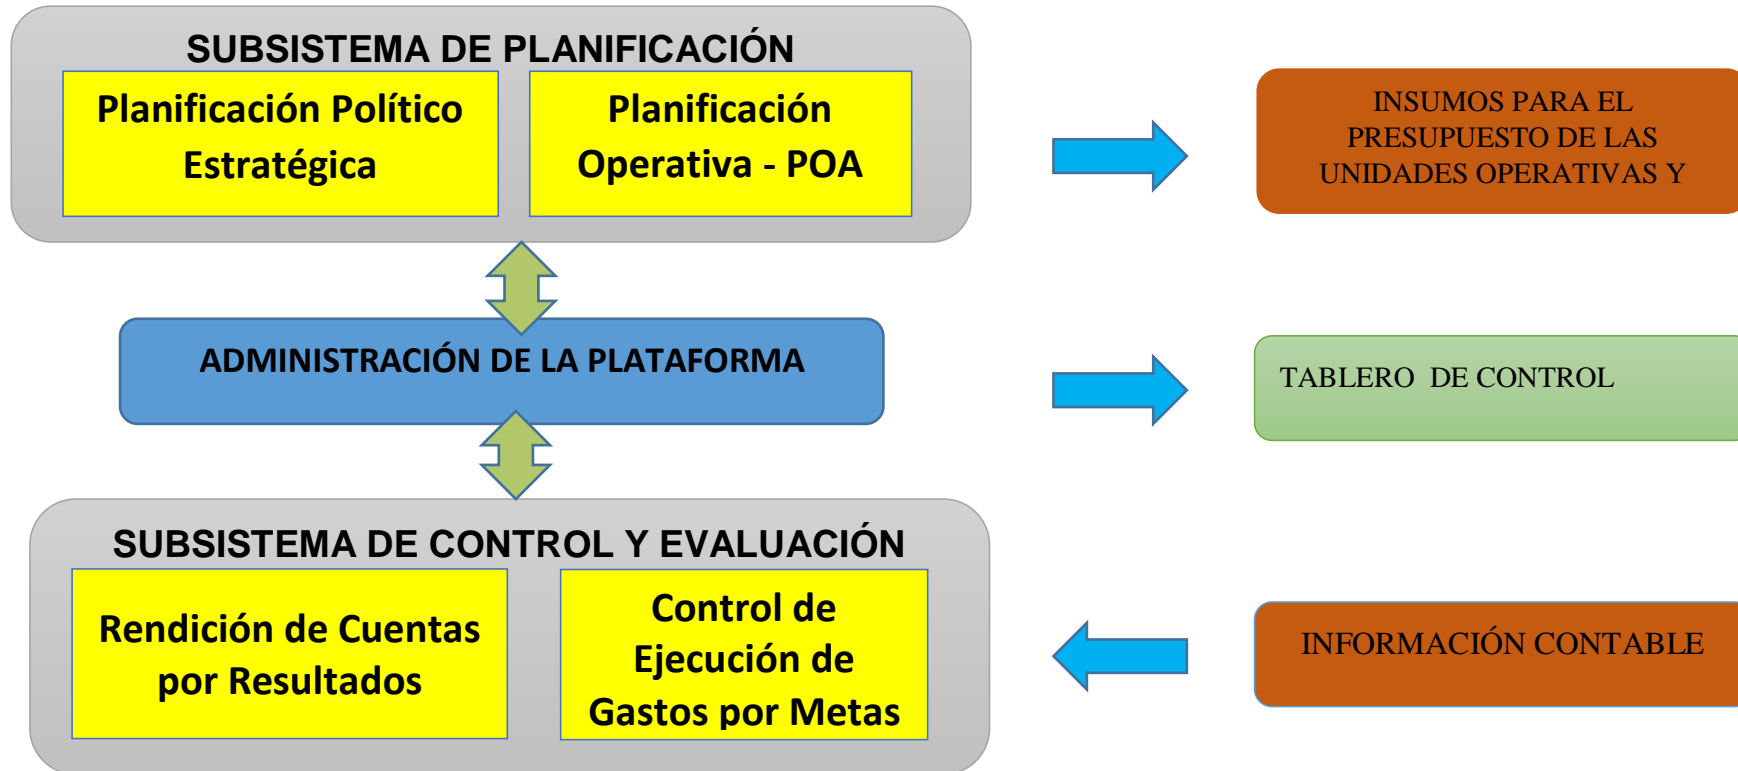 SUBSISTEMA DE PLANIFICACIÓN
Planificación Político
Estratégica
Planificación
Operativa - POA
INSUMOS PARA EL
PRESUPUESTO DE LAS
UNIDADES OPERATIVAS Y
ADMINISTRACIÓN DE LA PLATAFORMA
TABLERO DE CONTROL
SUBSISTEMA DE CONTROL Y EVALUACIÓN
Rendición de Cuentas
por Resultados
Control de
Ejecución de
Gastos por Metas
INFORMACIÓN CONTABLE